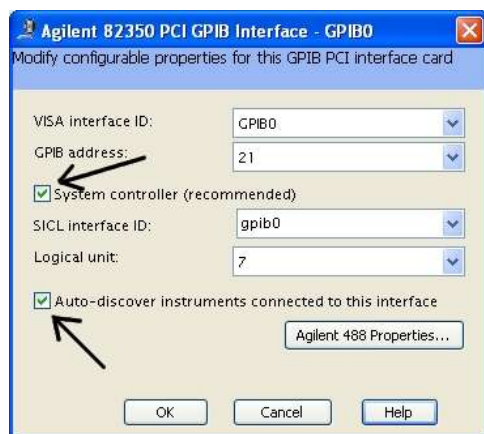 Agilent 82350 PCI GPIB Interface - GPIB0
Modify configurable properties for this GPIB PCI interface card
VISA interface ID: GPIB0
GPIB address: 21
System controller (recommended)
SICL interface ID: gpib0
Logical unit: 7
Auto-discover instruments connected to this interface
Agilent 488 Properties...
OK Cancel Help